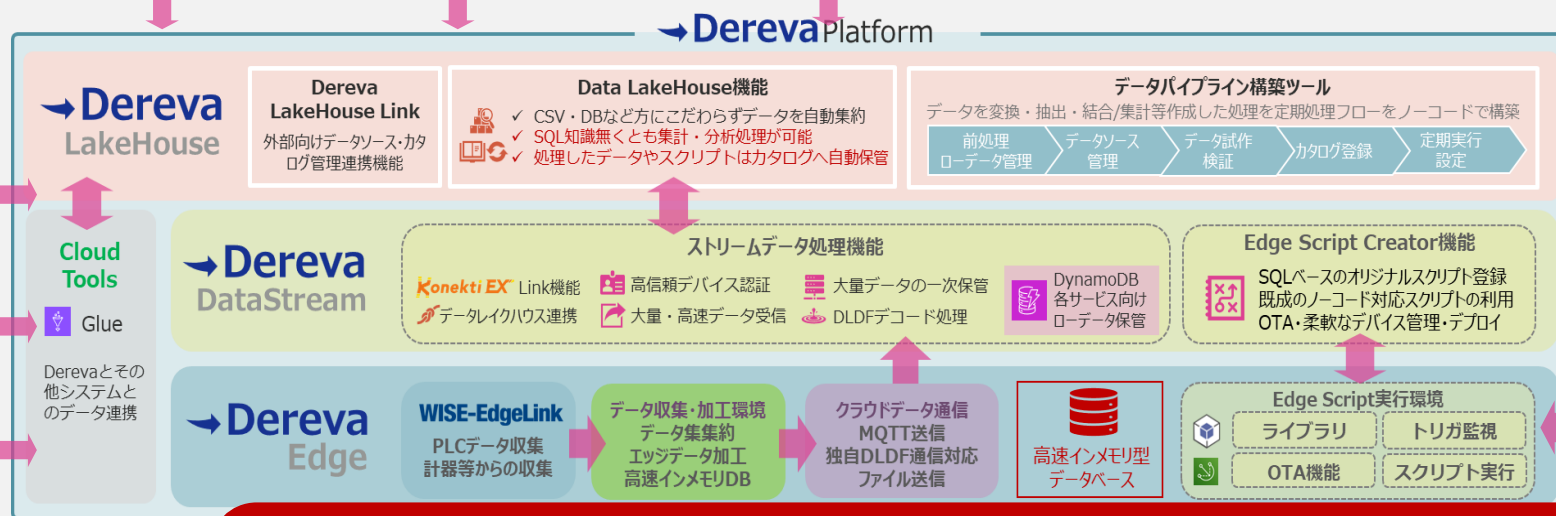 Dereva Platform
Dereva
LakeHouse
Dereva
LakeHouse Link
外部向けデータソース・カタ
ログ管理連携機能
Data LakeHouse機能
✓ CSV・DBなど方にこだわらずデータを自動集約
✓ SQL知識無くとも集計・分析処理が可能
✓ 処理したデータやスクリプトはカタログへ自動保管
データパイプライン構築ツール
データを変換・抽出・結合/集計等作成した処理を定期処理フローをノーコードで構築
前処理
ローデータ管理
データソース
管理
データ試作
検証
カタログ登録
定期実行
設定
Cloud
Tools
Glue
Derevaとその
他システムと
のデータ連携
Dereva
DataStream
ストリームデータ処理機能
Konekti EX Link機能
高信頼デバイス認証
大量データの一次保管
データレイクハウス連携
大量・高速データ受信
DLDFデコード処理
DynamoDB
各サービス向け
ローデータ保管
Edge Script Creator機能
SQLベースのオリジナルスクリプト登録
既成のノーコード対応スクリプトの利用
OTA・柔軟なデバイス管理・デプロイ
Dereva
Edge
WISE-EdgeLink
PLCデータ収集
計器等からの収集
データ収集・加工環境
データ集集約
エッジデータ加工
高速インメモリDB
クラウドデータ通信
MQTT送信
独自DLDF通信対応
ファイル送信
高速インメモリ型
データベース
Edge Script実行環境
ライブラリ
トリガ監視
OTA機能
スクリプト実行